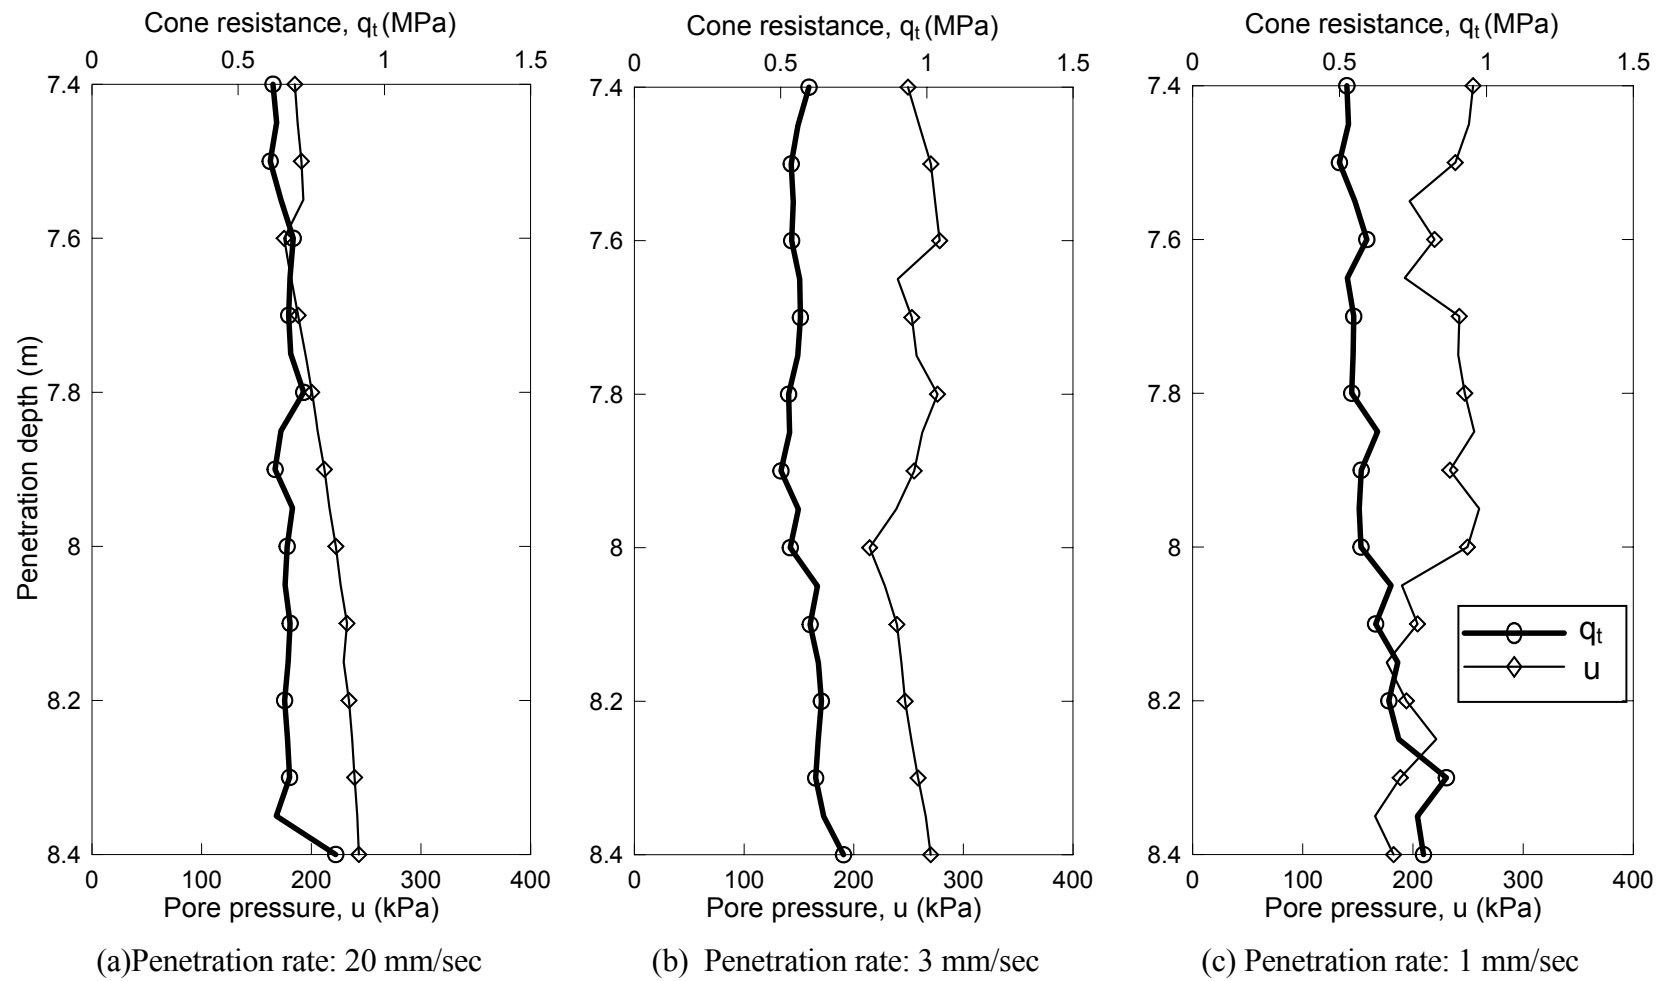 Cone resistance, qt (MPa)
0 0.5 1 1.5
7.4
7.6
7.8
8
8.2
8.4
Penetration depth (m)
0 100 200 300 400
Pore pressure, u (kPa)
(a)Penetration rate: 20 mm/sec
Cone resistance, qt (MPa)
0 0.5 1 1.5
7.4
7.6
7.8
8
8.2
8.4
0 100 200 300 400
Pore pressure, u (kPa)
(b) Penetration rate: 3 mm/sec
Cone resistance, qt (MPa)
0 0.5 1 1.5
7.4
7.6
7.8
8
8.2
8.4
qt
u
0 100 200 300 400
Pore pressure, u (kPa)
(c) Penetration rate: 1 mm/sec